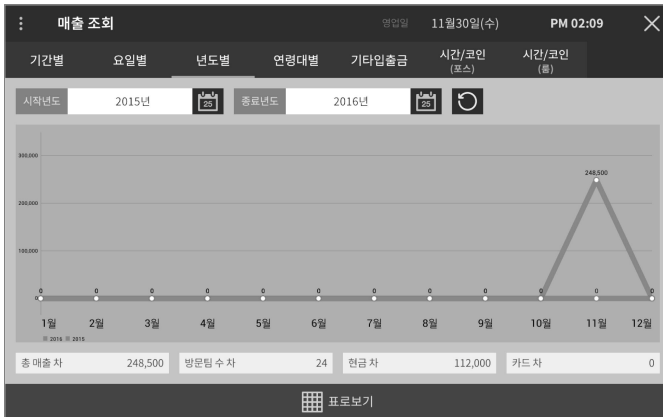 매출 조회 영업일 11월30일(수) PM 02:09
기간별 요일별 년도별 연령대별 기타입출금 시간/코인 (포스) 시간/코인 (룸)
시작년도 2015년 25 종료년도 2016년 25
300,000
248,500
200,000
100,000
0 0 0 0 0 0 0 0 0 0 0 0
0
1월 2월 3월 4월 5월 6월 7월 8월 9월 10월 11월 12월
2016 2015
총 매출 차 248,500 방문팀 수 차 24 현금 차 112,000 카드 차 0
표로보기